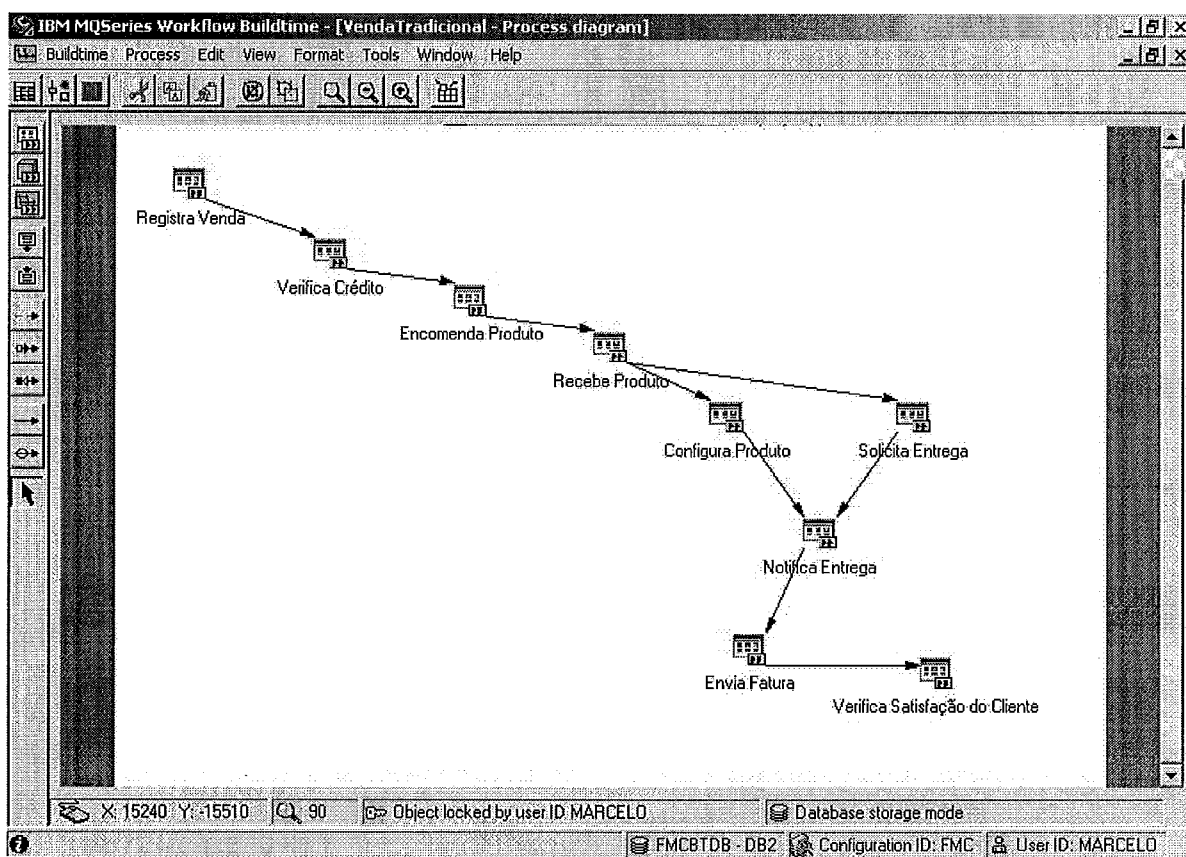 IBM MQSeries Workflow Buildtime - [VendaTradicional - Process diagram]
Buildtime Process Edit View Format Tools Window Help
Registra Venda
Verifica Crédito
Encomenda Produto
Recebe Produto
Configura Produto
Solicita Entrega
Notifica Entrega
Envia Fatura
Verifica Satisfação do Cliente
X: 15240 Y: -15510 90 Object locked by user ID MARCELO Database storage mode
FMCBTDB - DB2 Configuration ID: FMC User ID: MARCELO